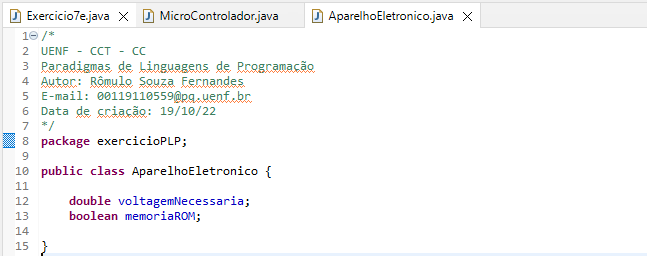 Exercicio7e.java MicroControlador.java AparelhoEletronico.java
1 /*
2 UENF - CCT - CC
3 Paradigmas de Linguagens de Programação
4 Autor: Rômulo Souza Fernandes
5 E-mail: 00119110559@pq.uenf.br
6 Data de criação: 19/10/22
7 */
8 package exercicioPLP;
9
10 public class AparelhoEletronico {
11
12 double voltagemNecessaria;
13 boolean memoriaROM;
14
15 }